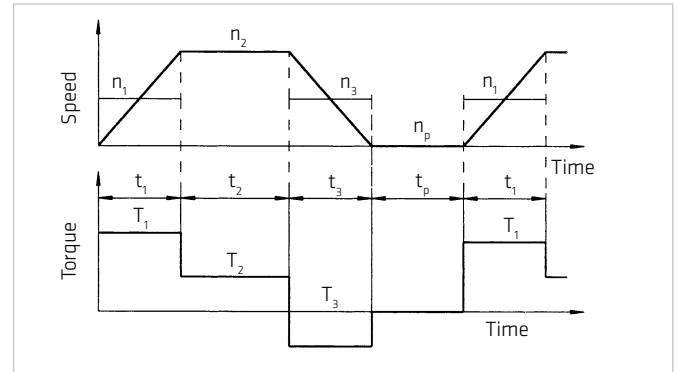 Speed
n₁
n₂
n₃
nₚ
n₁
Time
t₁
t₂
t₃
tₚ
t₁
Torque
T₁
T₂
T₃
T₁
Time